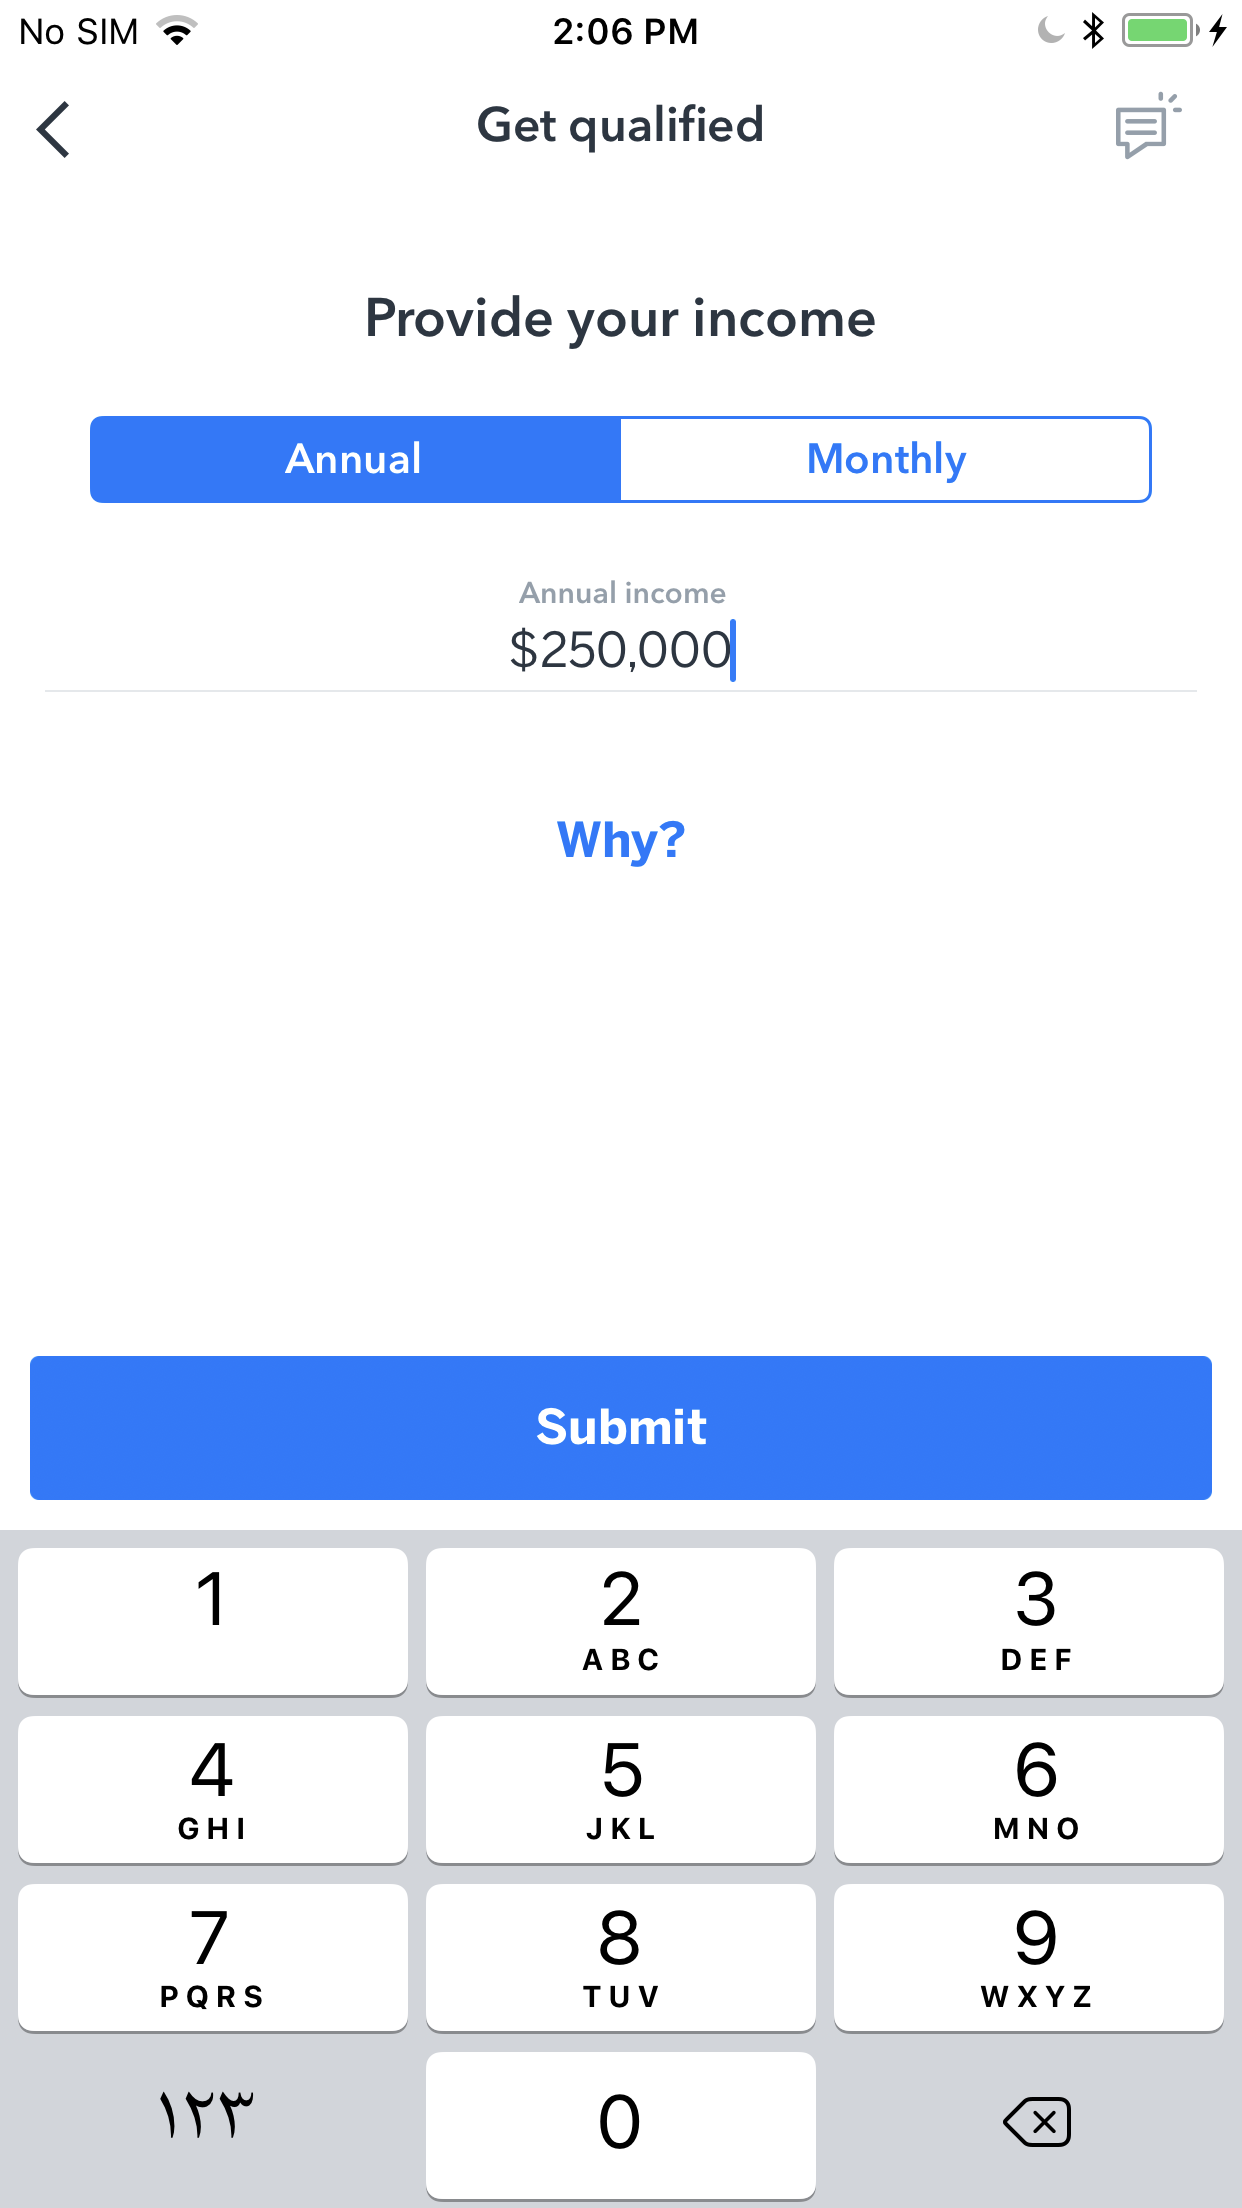 No SIM 2:06 PM
Get qualified
Provide your income
Annual Monthly
Annual income
$250,000
Why?
Submit
1 2 3
ABC DEF
4 5 6
GHI JKL MNO
7 8 9
PQRS TUV WXYZ
١٢٣ 0